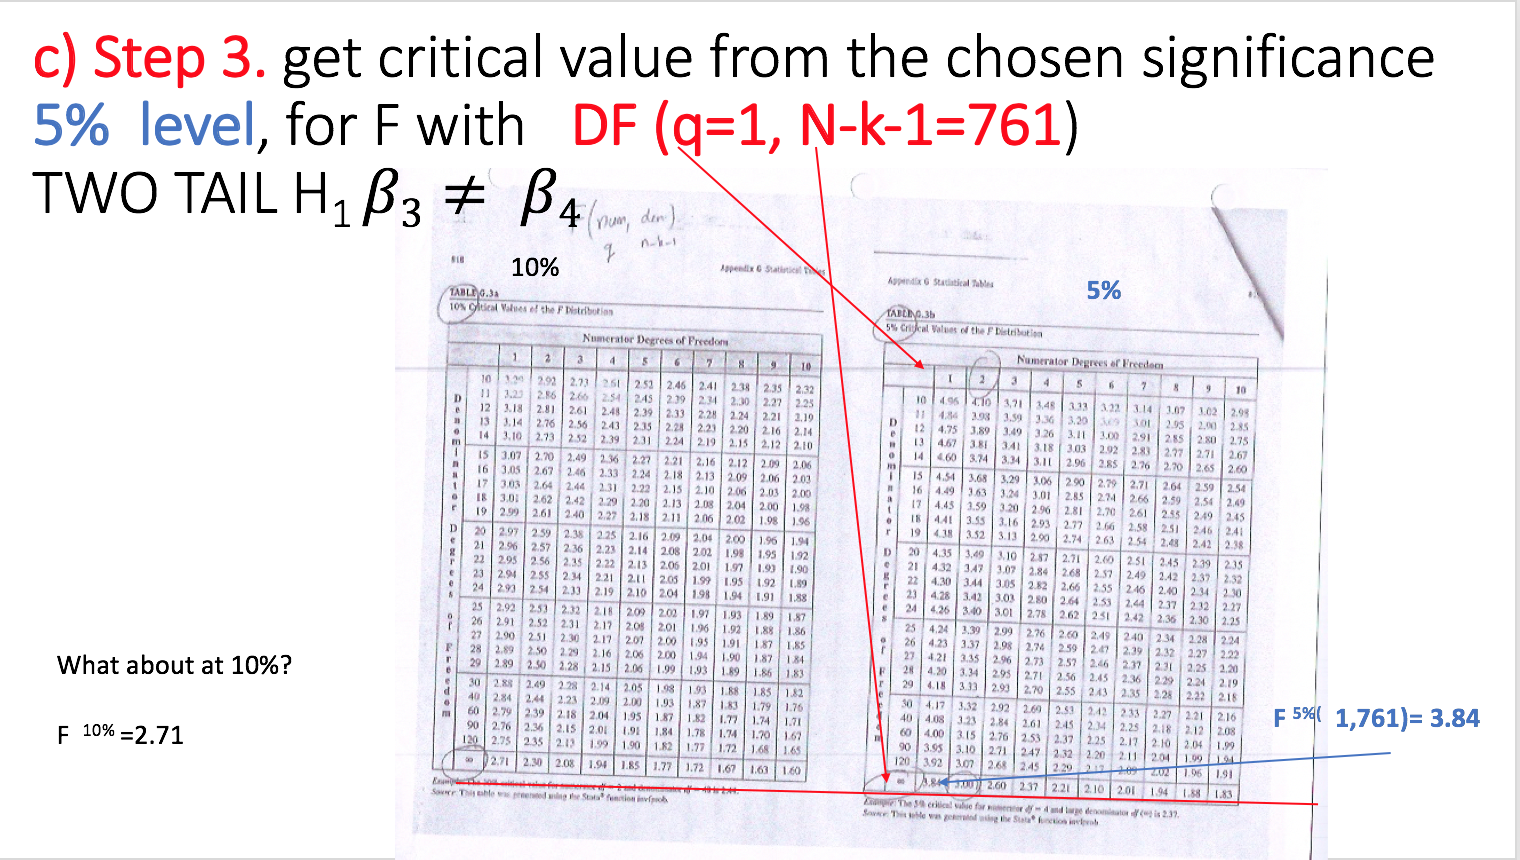 c) Step 3. get critical value from the chosen significance
5% level, for F with DF (q=1, N-k-1=761)
TWO TAIL H₁ β₃ ≠ β₄
F(num, den)
q n-k-1
818
10%
Appendix G Statistical Tables
TABLE G.3a
10% Critical Values of the F Distribution
Numerator Degrees of Freedom
1 2 3 4 5 6 7 8 9 10
Denominator Degrees of Freedom
10 3.29 2.92 2.73 2.61 2.52 2.46 2.41 2.38 2.35 2.32
11 3.23 2.86 2.66 2.54 2.45 2.39 2.34 2.30 2.27 2.25
12 3.18 2.81 2.61 2.48 2.39 2.33 2.28 2.24 2.21 2.19
13 3.14 2.76 2.56 2.43 2.35 2.28 2.23 2.20 2.16 2.14
14 3.10 2.73 2.52 2.39 2.31 2.24 2.19 2.15 2.12 2.10
15 3.07 2.70 2.49 2.36 2.27 2.21 2.16 2.12 2.09 2.06
16 3.05 2.67 2.46 2.33 2.24 2.18 2.13 2.09 2.06 2.03
17 3.03 2.64 2.44 2.31 2.22 2.15 2.10 2.06 2.03 2.00
18 3.01 2.62 2.42 2.29 2.20 2.13 2.08 2.04 2.00 1.98
19 2.99 2.61 2.40 2.27 2.18 2.11 2.06 2.02 1.98 1.96
20 2.97 2.59 2.38 2.25 2.16 2.09 2.04 2.00 1.96 1.94
21 2.96 2.57 2.36 2.23 2.14 2.08 2.02 1.98 1.95 1.92
22 2.95 2.56 2.35 2.22 2.13 2.06 2.01 1.97 1.93 1.90
23 2.94 2.55 2.34 2.21 2.11 2.05 1.99 1.95 1.92 1.89
24 2.93 2.54 2.33 2.19 2.10 2.04 1.98 1.94 1.91 1.88
25 2.92 2.53 2.32 2.18 2.09 2.02 1.97 1.93 1.89 1.87
26 2.91 2.52 2.31 2.17 2.08 2.01 1.96 1.92 1.88 1.86
27 2.90 2.51 2.30 2.17 2.07 2.00 1.95 1.91 1.87 1.85
28 2.89 2.50 2.29 2.16 2.06 2.00 1.94 1.90 1.87 1.84
29 2.89 2.50 2.28 2.15 2.06 1.99 1.93 1.89 1.86 1.83
30 2.88 2.49 2.28 2.14 2.05 1.98 1.93 1.88 1.85 1.82
40 2.84 2.44 2.23 2.09 2.00 1.93 1.87 1.83 1.79 1.76
60 2.79 2.39 2.18 2.04 1.95 1.87 1.82 1.77 1.74 1.71
90 2.76 2.36 2.15 2.01 1.91 1.84 1.78 1.74 1.70 1.67
120 2.75 2.35 2.13 1.99 1.90 1.82 1.77 1.72 1.68 1.65
∞ 2.71 2.30 2.08 1.94 1.85 1.77 1.72 1.67 1.63 1.60
Source: This table was generated using the Stata® function invfprob.
Appendix G Statistical Tables
5%
TABLE G.3b
5% Critical Values of the F Distribution
Numerator Degrees of Freedom
1 2 3 4 5 6 7 8 9 10
Denominator Degrees of Freedom
10 4.96 4.10 3.71 3.48 3.33 3.22 3.14 3.07 3.02 2.98
11 4.84 3.98 3.59 3.36 3.20 3.09 3.01 2.95 2.90 2.85
12 4.75 3.89 3.49 3.26 3.11 3.00 2.91 2.85 2.80 2.75
13 4.67 3.81 3.41 3.18 3.03 2.92 2.83 2.77 2.71 2.67
14 4.60 3.74 3.34 3.11 2.96 2.85 2.76 2.70 2.65 2.60
15 4.54 3.68 3.29 3.06 2.90 2.79 2.71 2.64 2.59 2.54
16 4.49 3.63 3.24 3.01 2.85 2.74 2.66 2.59 2.54 2.49
17 4.45 3.59 3.20 2.96 2.81 2.70 2.61 2.55 2.49 2.45
18 4.41 3.55 3.16 2.93 2.77 2.66 2.58 2.51 2.46 2.41
19 4.38 3.52 3.13 2.90 2.74 2.63 2.54 2.48 2.42 2.38
20 4.35 3.49 3.10 2.87 2.71 2.60 2.51 2.45 2.39 2.35
21 4.32 3.47 3.07 2.84 2.68 2.57 2.49 2.42 2.37 2.32
22 4.30 3.44 3.05 2.82 2.66 2.55 2.46 2.40 2.34 2.30
23 4.28 3.42 3.03 2.80 2.64 2.53 2.44 2.37 2.32 2.27
24 4.26 3.40 3.01 2.78 2.62 2.51 2.42 2.36 2.30 2.25
25 4.24 3.39 2.99 2.76 2.60 2.49 2.40 2.34 2.28 2.24
26 4.23 3.37 2.98 2.74 2.59 2.47 2.39 2.32 2.27 2.22
27 4.21 3.35 2.96 2.73 2.57 2.46 2.37 2.31 2.25 2.20
28 4.20 3.34 2.95 2.71 2.56 2.45 2.36 2.29 2.24 2.19
29 4.18 3.33 2.93 2.70 2.55 2.43 2.35 2.28 2.22 2.18
30 4.17 3.32 2.92 2.69 2.53 2.42 2.33 2.27 2.21 2.16
40 4.08 3.23 2.84 2.61 2.45 2.34 2.25 2.18 2.12 2.08
60 4.00 3.15 2.76 2.53 2.37 2.25 2.17 2.10 2.04 1.99
90 3.95 3.10 2.71 2.47 2.32 2.20 2.11 2.04 1.99 1.94
120 3.92 3.07 2.68 2.45 2.29 2.17 2.09 2.02 1.96 1.91
∞ 3.84 3.00 2.60 2.37 2.21 2.10 2.01 1.94 1.88 1.83
Example: The 5% critical value for numerator df = 4 and large denominator df (∞) is 2.37.
Source: This table was generated using the Stata® function invfprob.
What about at 10%?
F 10% =2.71
F 5%( 1,761)= 3.84